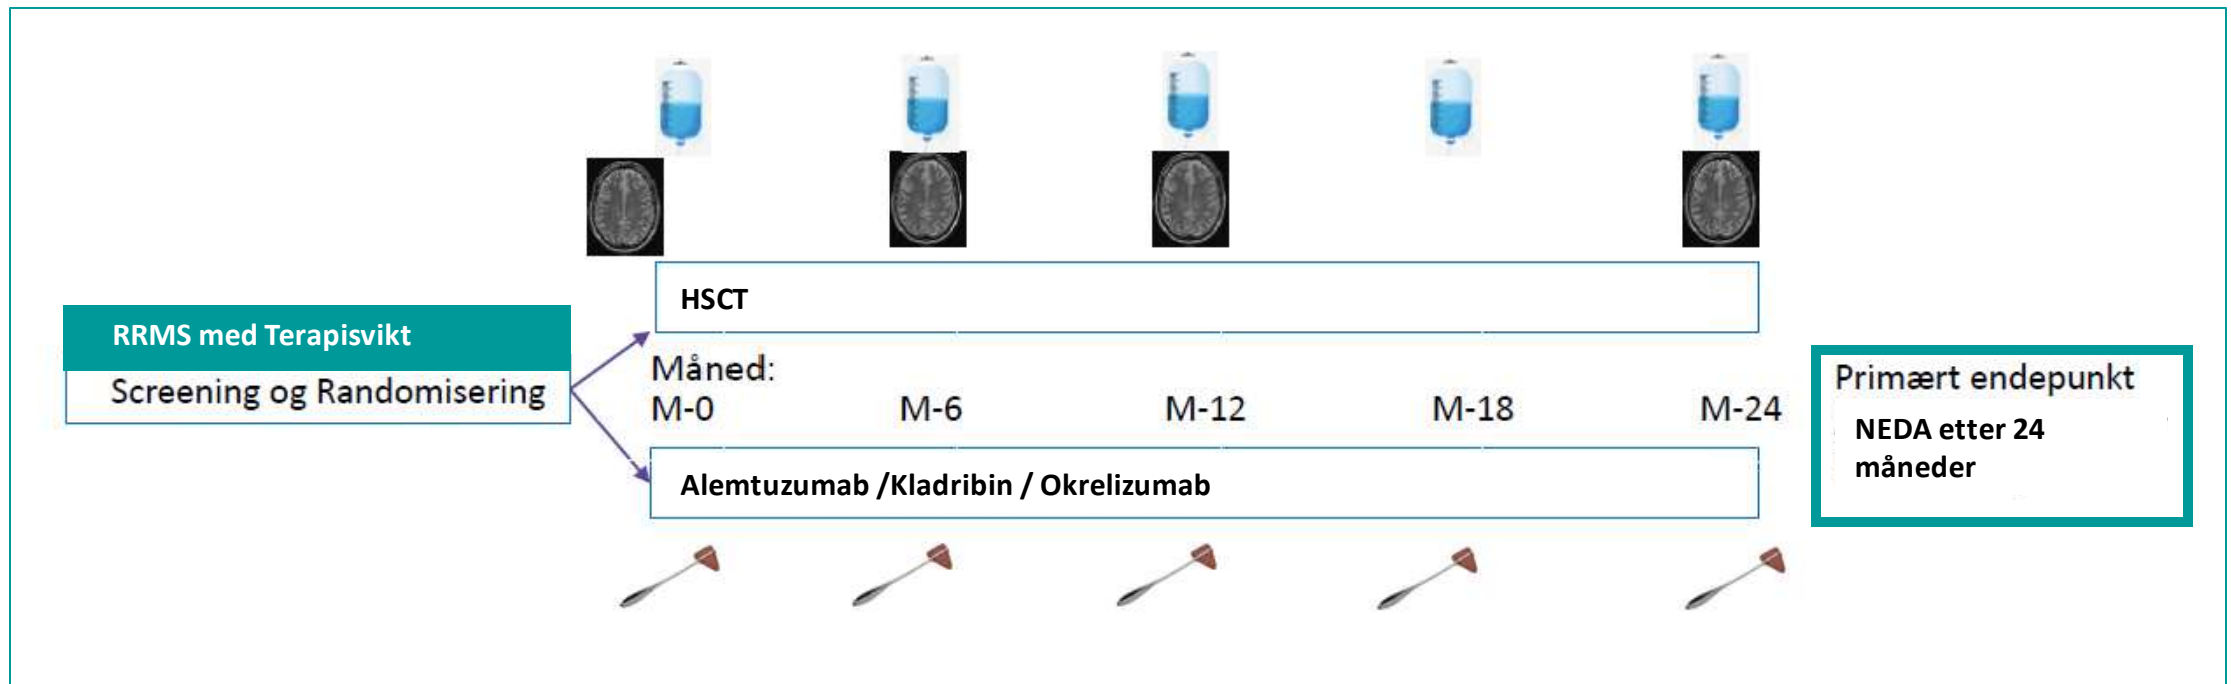 HSCT
RRMS med Terapisvikt
Screening og Randomisering
Måned:
M-0 M-6 M-12 M-18 M-24
Alemtuzumab /Kladribin / Okrelizumab
Primært endepunkt
NEDA etter 24
måneder